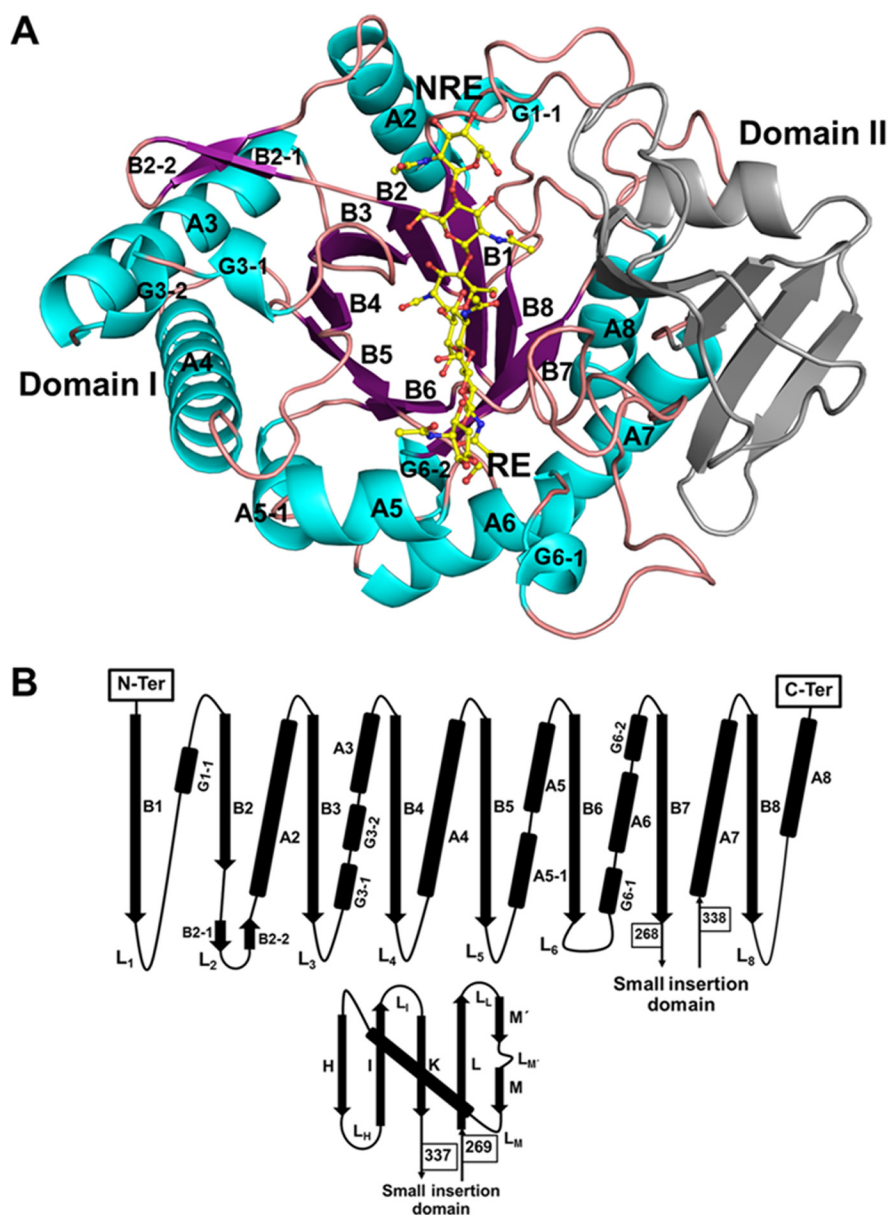 A
NRE
A2
G1-1
Domain II
B2-2
B2-1
B2
B3
A3
B1
G3-1
G3-2
B4
B8
A8
A4
B5
B7
Domain I
B6
A7
G6-2
RE
A5-1
A5
A6
G6-1
B
N-Ter
C-Ter
B1
G1-1
B2
A2
B3
A3
G3-2
G3-1
B4
A4
B5
A5
A5-1
B6
G6-2
A6
G6-1
B7
A7
B8
A8
B2-1
B2-2
268
338
L1
L2
L3
L4
L5
L6
L8
Small insertion
domain
LI
LL
M´
H
I
K
L
LM´
M
LH
LM
337
269
Small insertion
domain